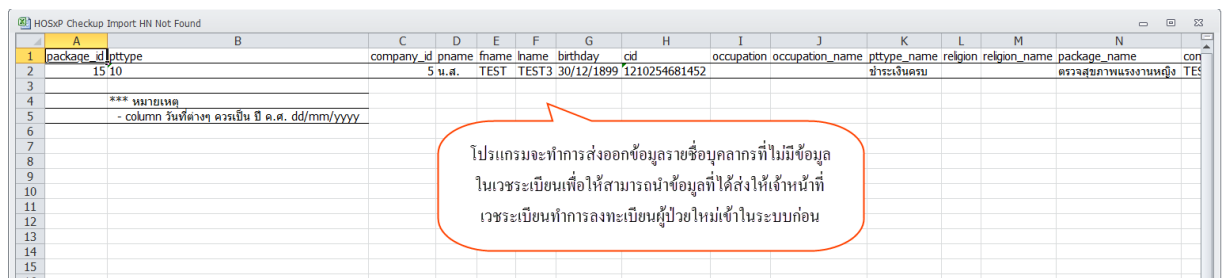 HOSxP Checkup Import HN Not Found
A B C D E F G H I J K L M N
1 package_id pttype company_id pname fname lname birthday cid occupation occupation_name pttype_name religion religion_name package_name con
2 15 10 5 น.ส. TEST TEST3 30/12/1899 1210254681452 ชำระเงินครบ ตรวจสุขภาพแรงงานหญิง TES
3
4 *** หมายเหตุ
5 - column วันที่ต่างๆ ควรเป็น ปี ค.ศ. dd/mm/yyyy
6
7
8
9
10
11
12
13
14
15
โปรแกรมจะทำการส่งออกข้อมูลรายชื่อบุคลากรที่ไม่มีข้อมูล
ในเวชระเบียนเพื่อให้สามารถนำข้อมูลที่ได้ส่งให้เจ้าหน้าที่
เวชระเบียนทำการลงทะเบียนผู้ป่วยใหม่เข้าในระบบก่อน